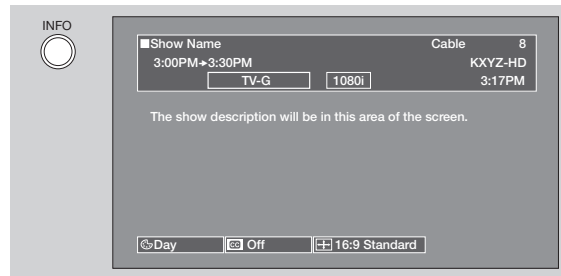 INFO
■Show Name Cable 8
3:00PM➔3:30PM KXYZ-HD
TV-G 1080i 3:17PM
The show description will be in this area of the screen.
Day CC Off 16:9 Standard